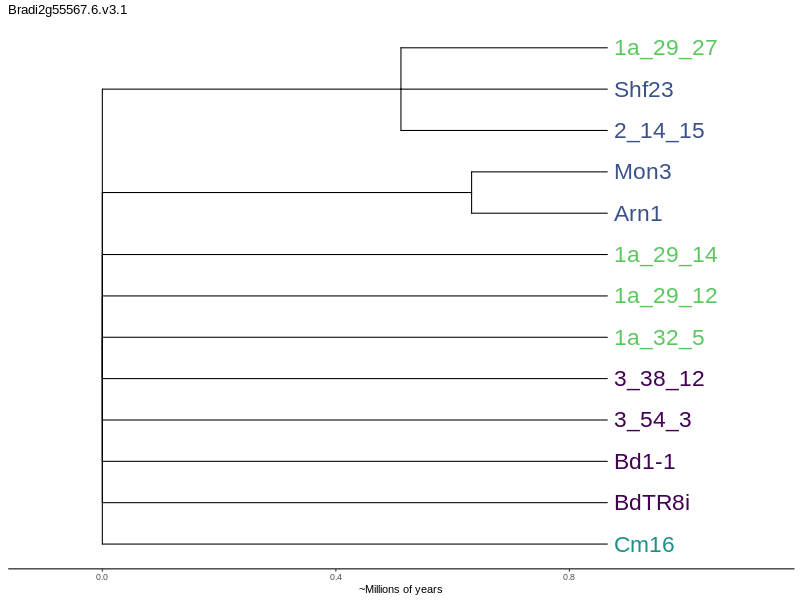 Bradi2g55567.6.v3.1
1a_29_27
Shf23
2_14_15
Mon3
Arn1
1a_29_14
1a_29_12
1a_32_5
3_38_12
3_54_3
Bd1-1
BdTR8i
Cm16
0.0 0.4 0.8
~Millions of years